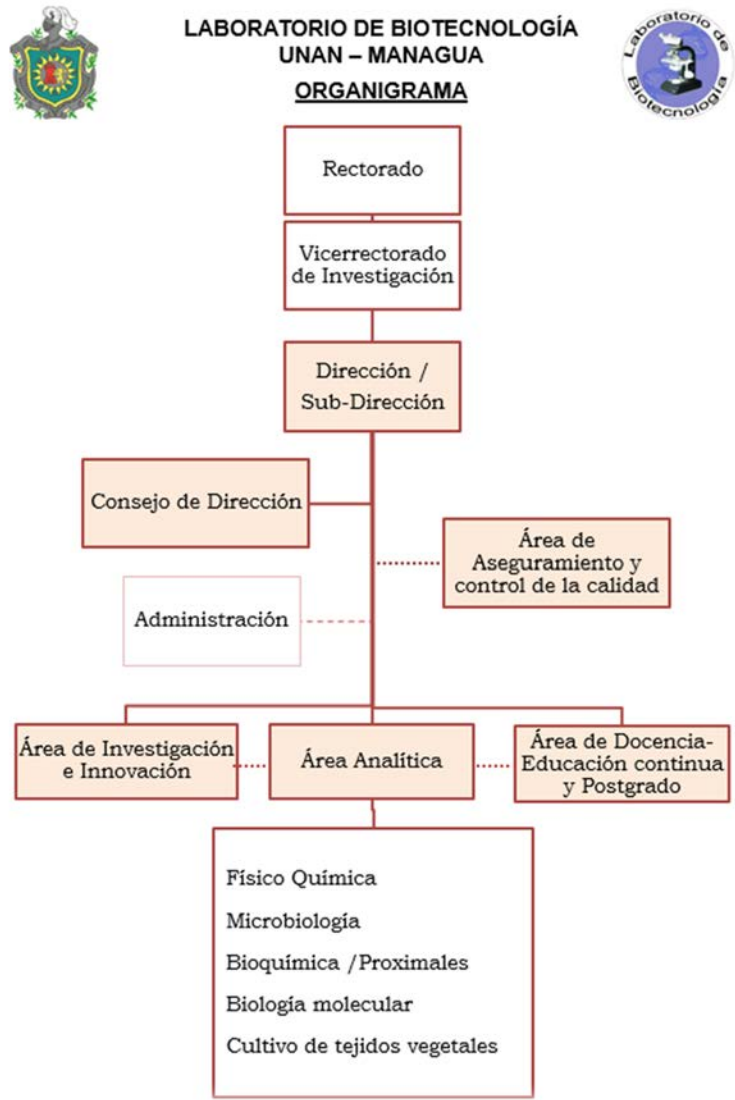 LABORATORIO DE BIOTECNOLOGÍA
UNAN – MANAGUA
ORGANIGRAMA
Laboratorio de
Biotecnología
Rectorado
Vicerrectorado
de Investigación
Dirección /
Sub-Dirección
Consejo de Dirección
Área de
Aseguramiento y
control de la calidad
Administración
Área de Investigación
e Innovación
Área Analítica
Área de Docencia-
Educación continua
y Postgrado
Físico Química
Microbiología
Bioquímica /Proximales
Biología molecular
Cultivo de tejidos vegetales